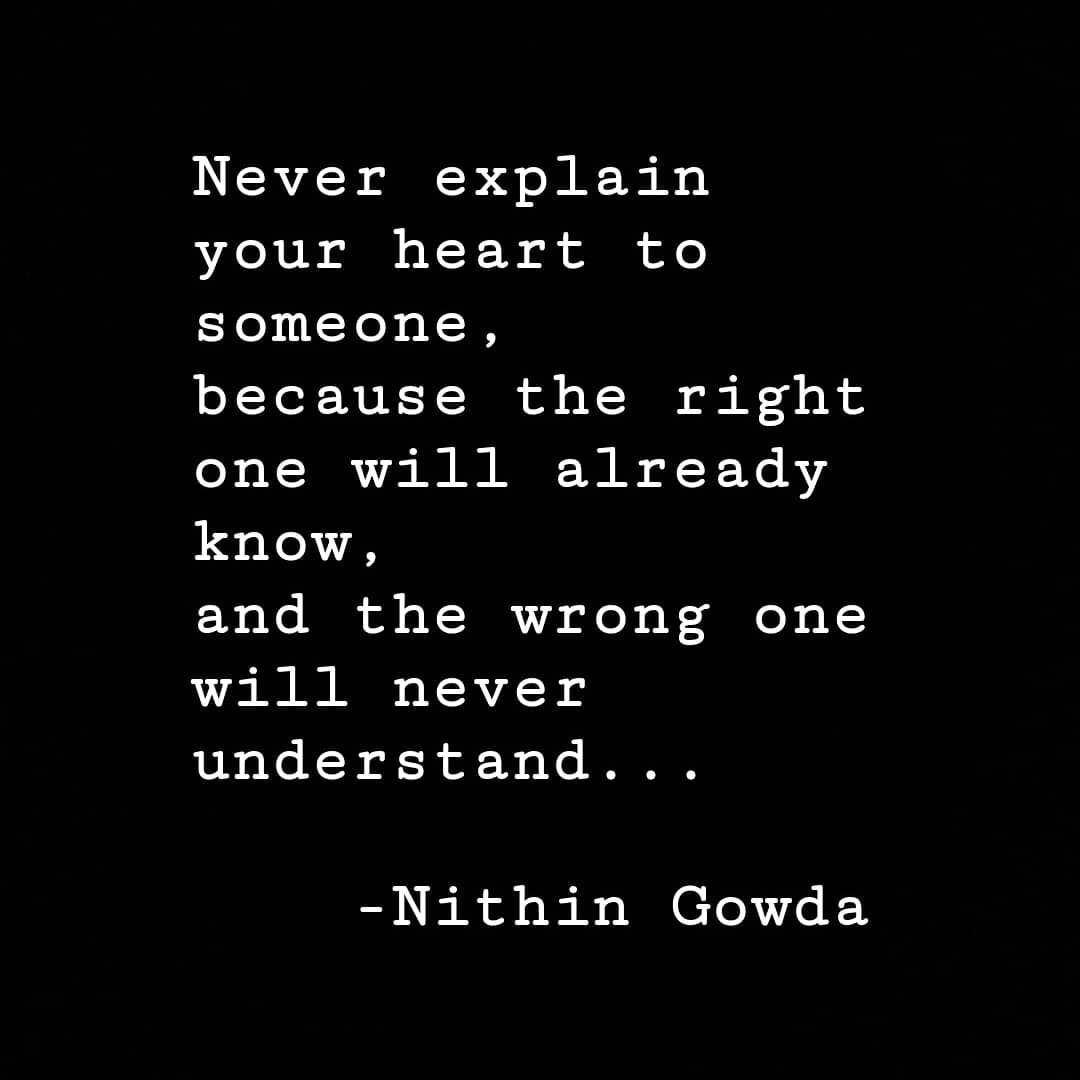 Never explain
your heart to
someone,
because the right
one will already
know,
and the wrong one
will never
understand...
-Nithin Gowda